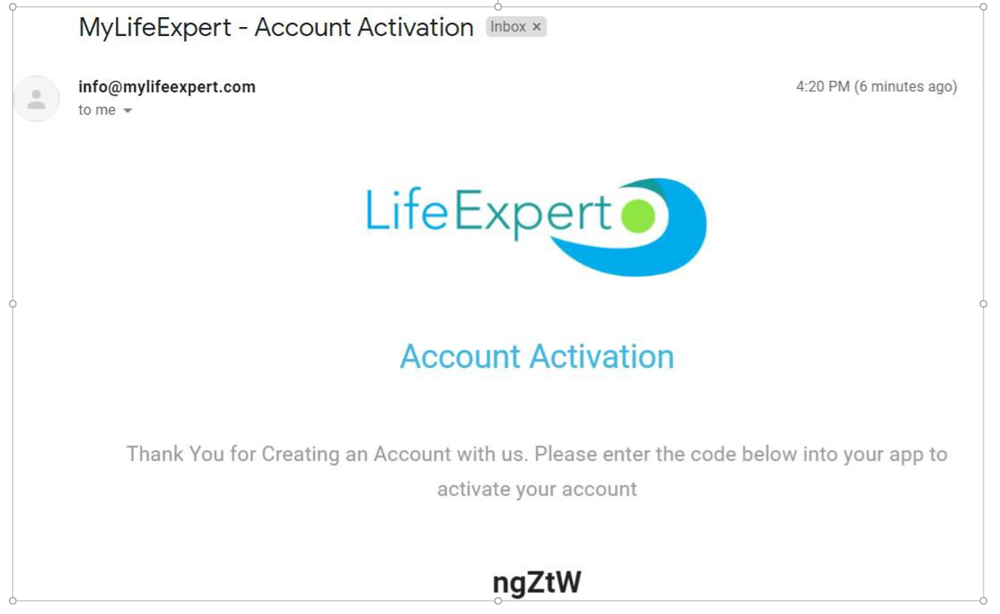 MyLifeExpert - Account Activation Inbox ×
info@mylifeexpert.com 4:20 PM (6 minutes ago)
to me
LifeExpert
Account Activation
Thank You for Creating an Account with us. Please enter the code below into your app to
activate your account
ngZtW